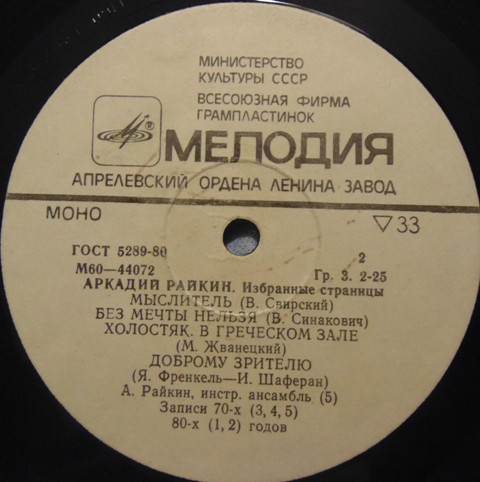 МИНИСТЕРСТВО
КУЛЬТУРЫ СССР
ВСЕСОЮЗНАЯ ФИРМА
ГРАМПЛАСТИНОК
®
МЕЛОДИЯ
АПРЕЛЕВСКИЙ ОРДЕНА ЛЕНИНА ЗАВОД
МОНО ▽33
ГОСТ 5289-80 2
М60—44072 Гр. 3. 2-25
АРКАДИЙ РАЙКИН. Избранные страницы
МЫСЛИТЕЛЬ (В. Свирский)
БЕЗ МЕЧТЫ НЕЛЬЗЯ (В. Синакович)
ХОЛОСТЯК. В ГРЕЧЕСКОМ ЗАЛЕ
(М. Жванецкий)
ДОБРОМУ ЗРИТЕЛЮ
(Я. Френкель—И. Шаферан)
А. Райкин, инстр. ансамбль (5)
Записи 70-х (3, 4, 5)
80-х (1, 2) годов